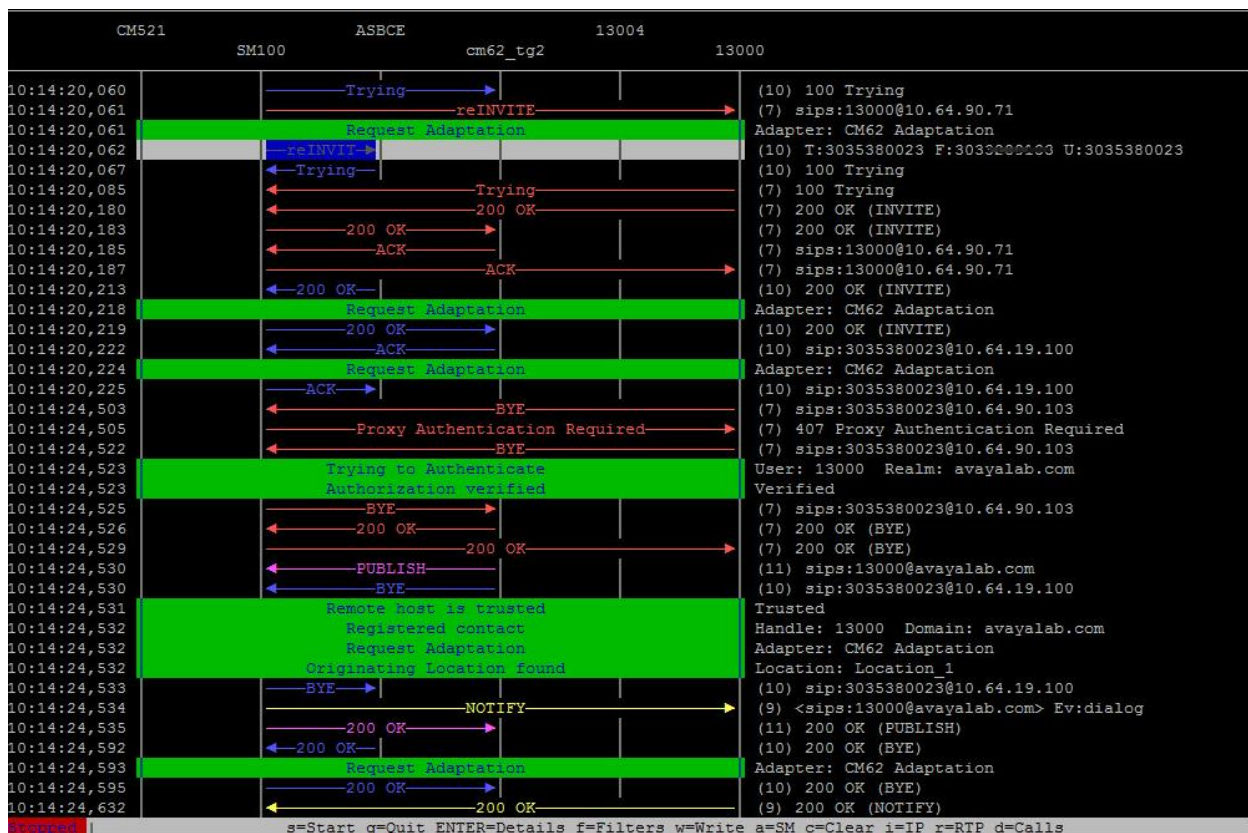 CM521 ASBCE 13004
SM100 cm62_tg2 13000
10:14:20,060 Trying (10) 100 Trying
10:14:20,061 reINVITE (7) sips:13000@10.64.90.71
10:14:20,061 Request Adaptation Adapter: CM62 Adaptation
10:14:20,062 reINVIT (10) T:3035380023 U:3035380023
10:14:20,067 Trying (10) 100 Trying
10:14:20,085 Trying (7) 100 Trying
10:14:20,180 200 OK (7) 200 OK (INVITE)
10:14:20,183 200 OK (7) 200 OK (INVITE)
10:14:20,185 ACK (7) sips:13000@10.64.90.71
10:14:20,187 ACK (7) sips:13000@10.64.90.71
10:14:20,213 200 OK (10) 200 OK (INVITE)
10:14:20,218 Request Adaptation Adapter: CM62 Adaptation
10:14:20,219 200 OK (10) 200 OK (INVITE)
10:14:20,222 ACK (10) sip:3035380023@10.64.19.100
10:14:20,224 Request Adaptation Adapter: CM62 Adaptation
10:14:20,225 ACK (10) sip:3035380023@10.64.19.100
10:14:24,503 BYE (7) sips:3035380023@10.64.90.103
10:14:24,505 Proxy Authentication Required (7) 407 Proxy Authentication Required
10:14:24,522 BYE (7) sips:3035380023@10.64.90.103
10:14:24,523 Trying to Authenticate User: 13000 Realm: avayalab.com
10:14:24,523 Authorization verified Verified
10:14:24,525 BYE (7) sips:3035380023@10.64.90.103
10:14:24,526 200 OK (7) 200 OK (BYE)
10:14:24,529 200 OK (7) 200 OK (BYE)
10:14:24,530 PUBLISH (11) sips:13000@avayalab.com
10:14:24,530 BYE (10) sip:3035380023@10.64.19.100
10:14:24,531 Remote host is trusted Trusted
10:14:24,532 Registered contact Handle: 13000 Domain: avayalab.com
10:14:24,532 Request Adaptation Adapter: CM62 Adaptation
10:14:24,532 Originating Location found Location: Location_1
10:14:24,533 BYE (10) sip:3035380023@10.64.19.100
10:14:24,534 NOTIFY (9) <sips:13000@avayalab.com> Ev:dialog
10:14:24,535 200 OK (11) 200 OK (PUBLISH)
10:14:24,592 200 OK (10) 200 OK (BYE)
10:14:24,593 Request Adaptation Adapter: CM62 Adaptation
10:14:24,595 200 OK (10) 200 OK (BYE)
10:14:24,632 200 OK (9) 200 OK (NOTIFY)
Stopped | s=Start q=Quit ENTER=Details f=Filters w=Write a=SM c=Clear i=IP r=RTP d=Calls